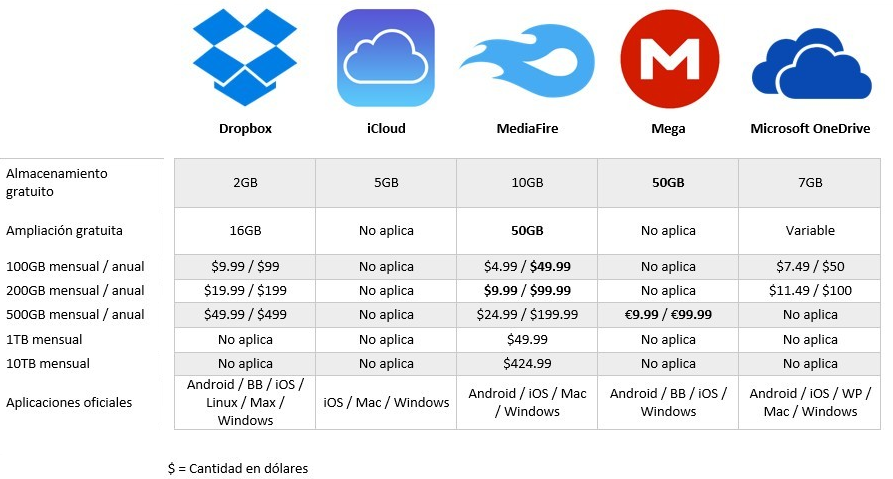 Dropbox iCloud MediaFire Mega Microsoft OneDrive
Almacenamiento gratuito 2GB 5GB 10GB 50GB 7GB
Ampliación gratuita 16GB No aplica 50GB No aplica Variable
100GB mensual / anual $9.99 / $99 No aplica $4.99 / $49.99 No aplica $7.49 / $50
200GB mensual / anual $19.99 / $199 No aplica $9.99 / $99.99 No aplica $11.49 / $100
500GB mensual / anual $49.99 / $499 No aplica $24.99 / $199.99 €9.99 / €99.99 No aplica
1TB mensual No aplica No aplica $49.99 No aplica No aplica
10TB mensual No aplica No aplica $424.99 No aplica No aplica
Aplicaciones oficiales Android / BB / iOS / Linux / Max / Windows iOS / Mac / Windows Android / iOS / Mac / Windows Android / BB / iOS / Windows Android / iOS / WP / Mac / Windows
$ = Cantidad en dólares